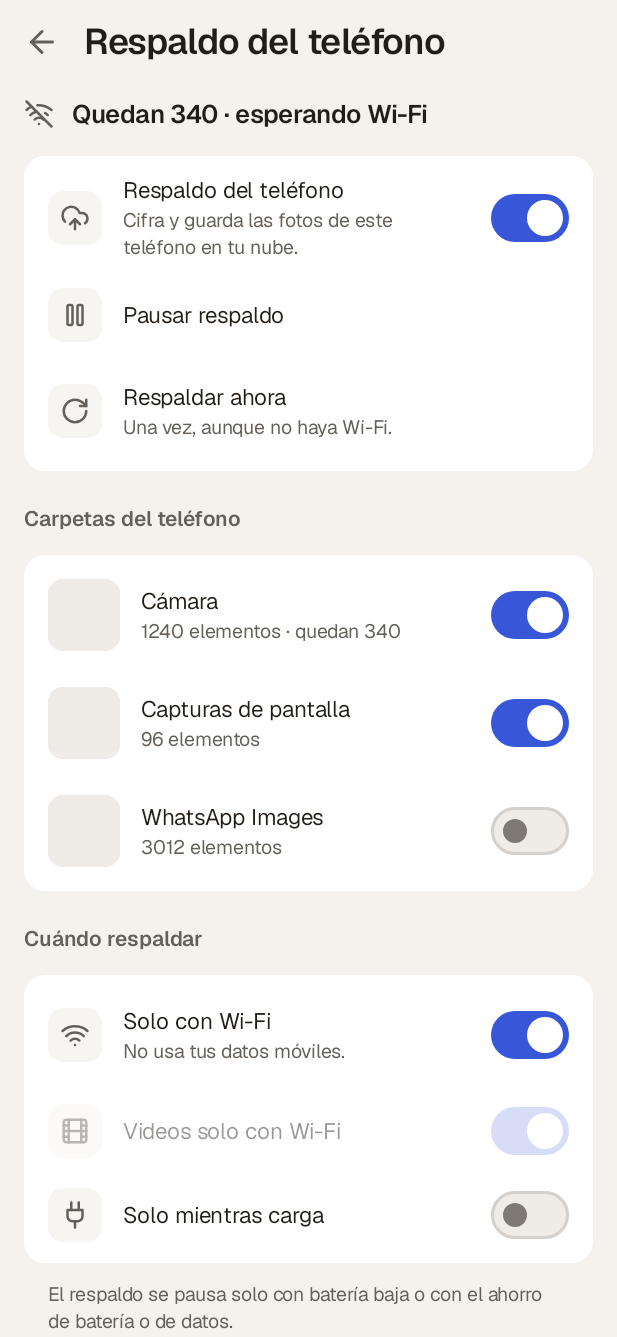 Respaldo del teléfono
Quedan 340 · esperando Wi-Fi
Respaldo del teléfono
Cifra y guarda las fotos de este
teléfono en tu nube.
Pausar respaldo
Respaldar ahora
Una vez, aunque no haya Wi-Fi.
Carpetas del teléfono
Cámara
1240 elementos · quedan 340
Capturas de pantalla
96 elementos
WhatsApp Images
3012 elementos
Cuándo respaldar
Solo con Wi-Fi
No usa tus datos móviles.
Videos solo con Wi-Fi
Solo mientras carga
El respaldo se pausa solo con batería baja o con el ahorro
de batería o de datos.